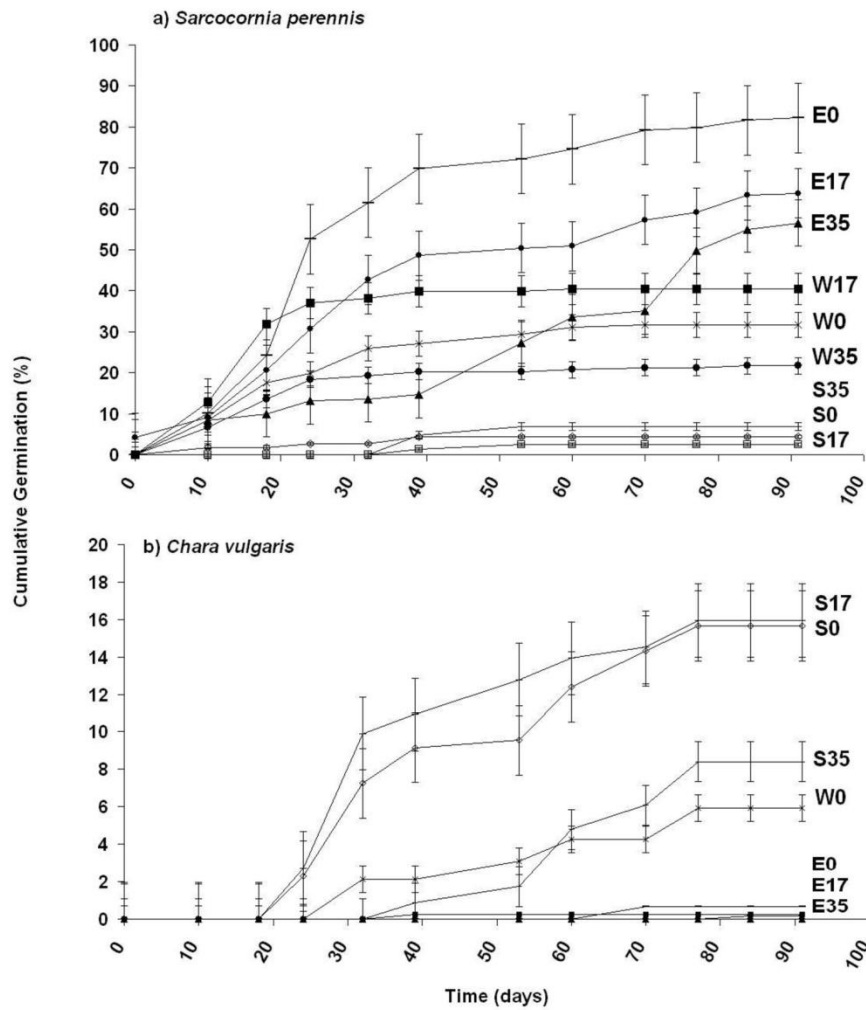 a) Sarcocornia perennis
100
90
80
70
60
50
40
30
20
10
0
E0
E17
E35
W17
W0
W35
S35
S0
S17
0 10 20 30 40 50 60 70 80 90 100
Cumulative Germination (%)
b) Chara vulgaris
20
18
16
14
12
10
8
6
4
2
0
S17
S0
S35
W0
E0
E17
E35
0 10 20 30 40 50 60 70 80 90 100
Time (days)